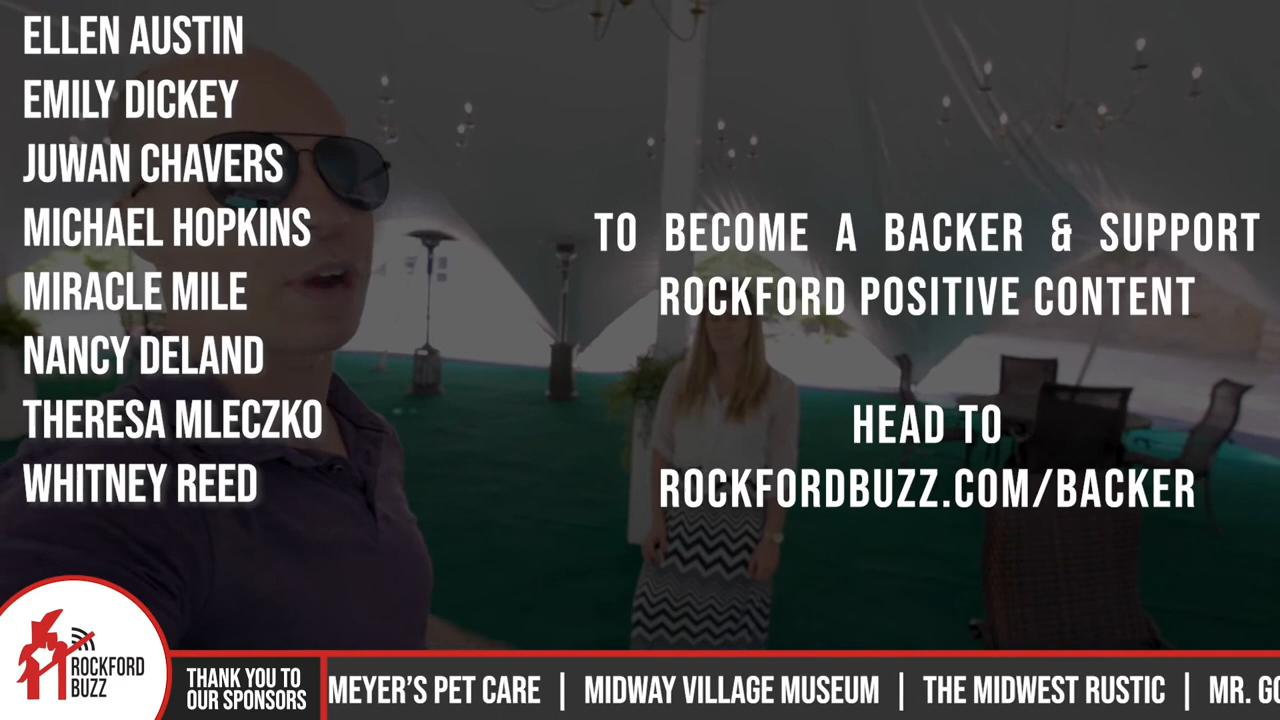 ELLEN AUSTIN
EMILY DICKEY
JUWAN CHAVERS
MICHAEL HOPKINS
MIRACLE MILE
NANCY DELAND
THERESA MLECZKO
WHITNEY REED
TO BECOME A BACKER & SUPPORT
ROCKFORD POSITIVE CONTENT
HEAD TO
ROCKFORDBUZZ.COM/BACKER
ROCKFORD
BUZZ
THANK YOU TO
OUR SPONSORS
MEYER'S PET CARE | MIDWAY VILLAGE MUSEUM | THE MIDWEST RUSTIC | MR.